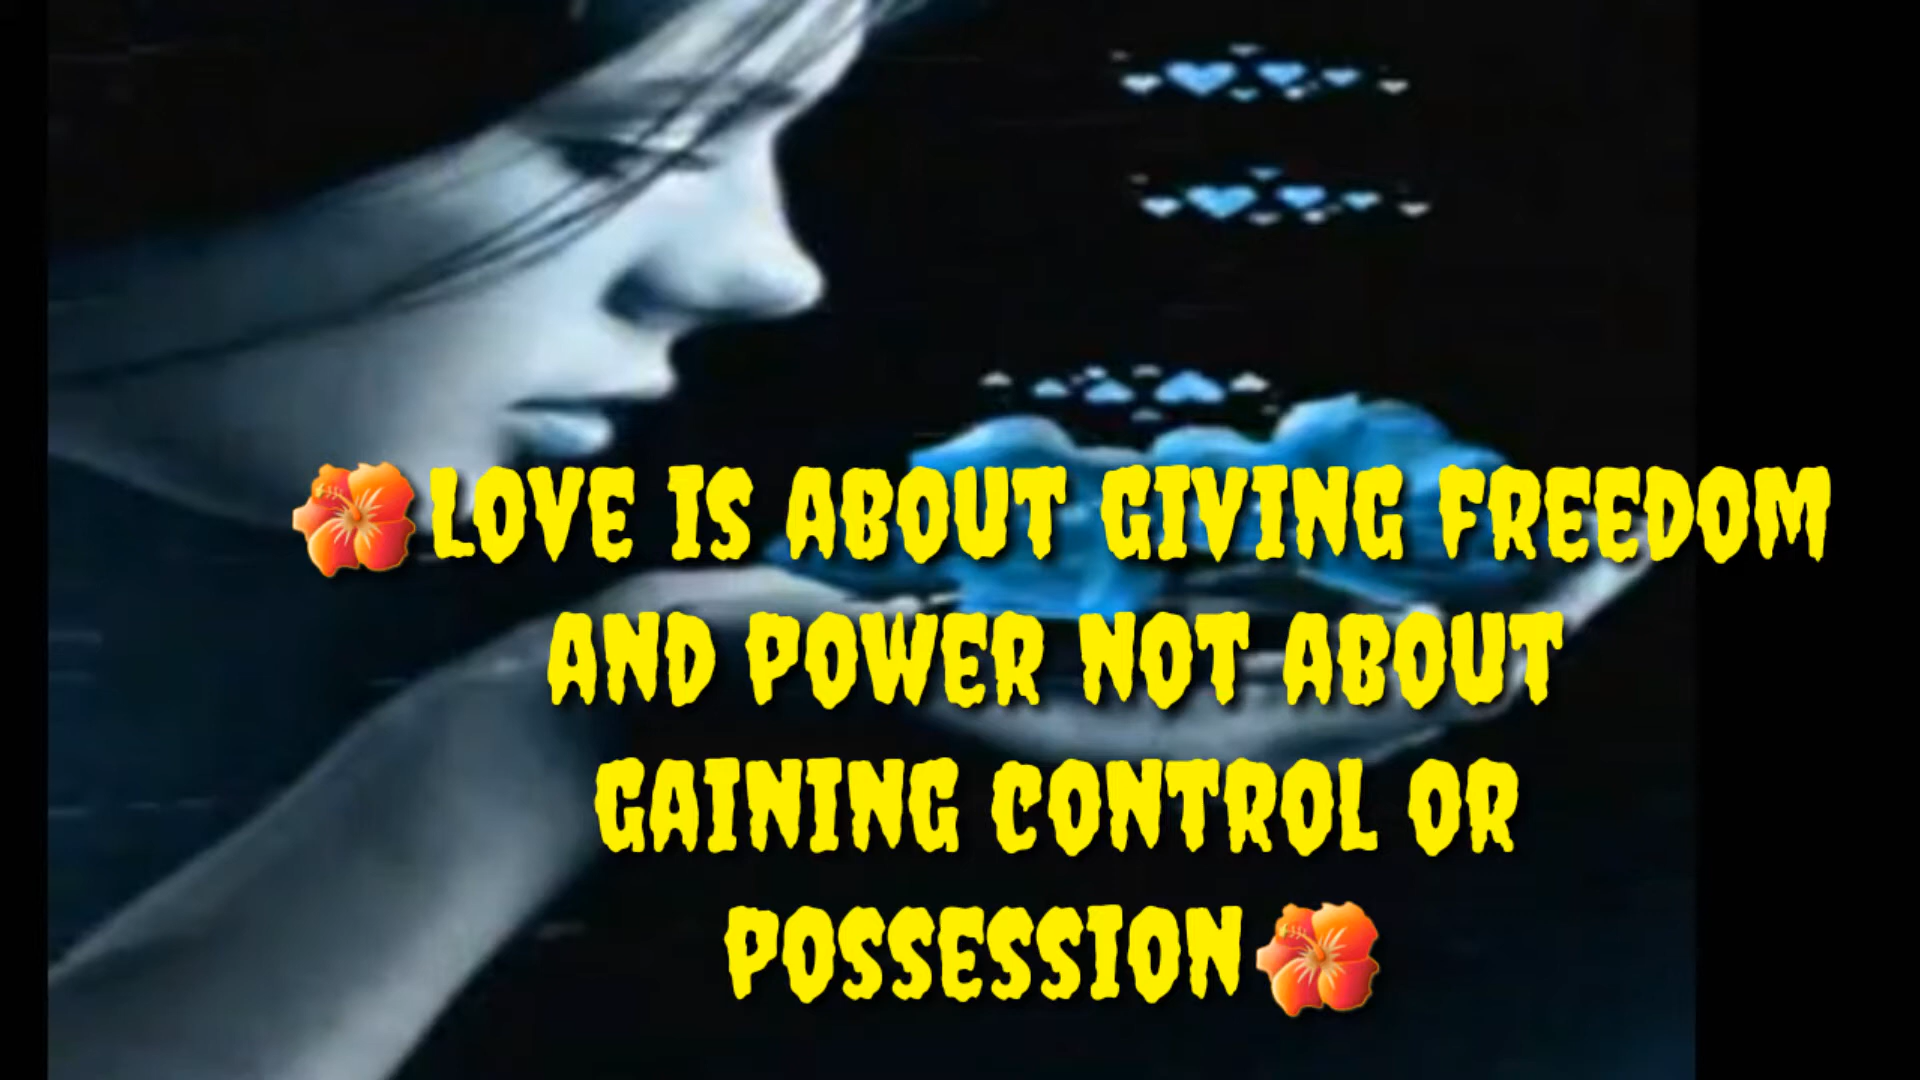 🌺LOVE IS ABOUT GIVING FREEDOM
AND POWER NOT ABOUT
GAINING CONTROL OR
POSSESSION🌺